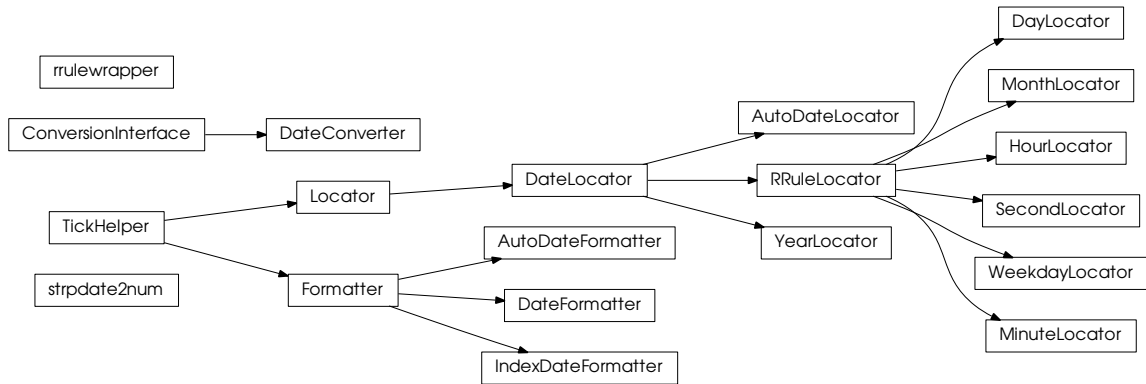 DayLocator
rrulewrapper
MonthLocator
AutoDateLocator
ConversionInterface
DateConverter
HourLocator
DateLocator
RRuleLocator
Locator
SecondLocator
TickHelper
AutoDateFormatter
YearLocator
WeekdayLocator
strpdate2num
Formatter
DateFormatter
MinuteLocator
IndexDateFormatter